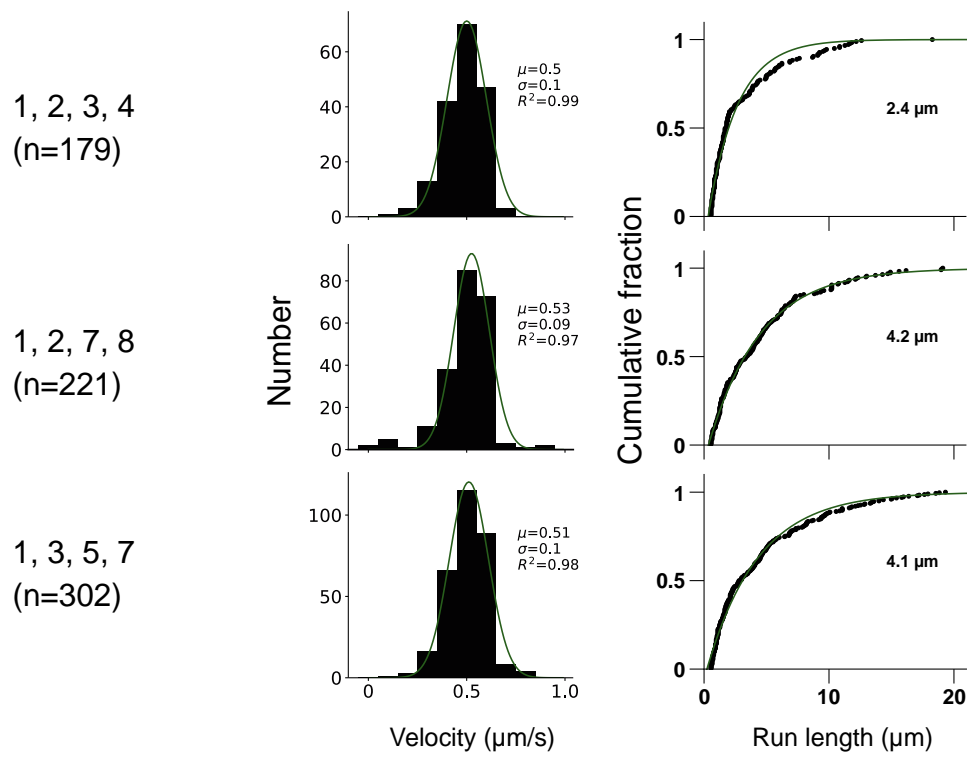 1, 2, 3, 4
(n=179)
60
40
20
0
μ=0.5
σ=0.1
R²=0.99
1
0.5
0
2.4 μm
1, 2, 7, 8
(n=221)
Number
80
60
40
20
0
μ=0.53
σ=0.09
R²=0.97
Cumulative fraction
1
0.5
0
4.2 μm
1, 3, 5, 7
(n=302)
100
50
0
μ=0.51
σ=0.1
R²=0.98
0 0.5 1.0
Velocity (μm/s)
1
0.5
0
4.1 μm
0 10 20
Run length (μm)